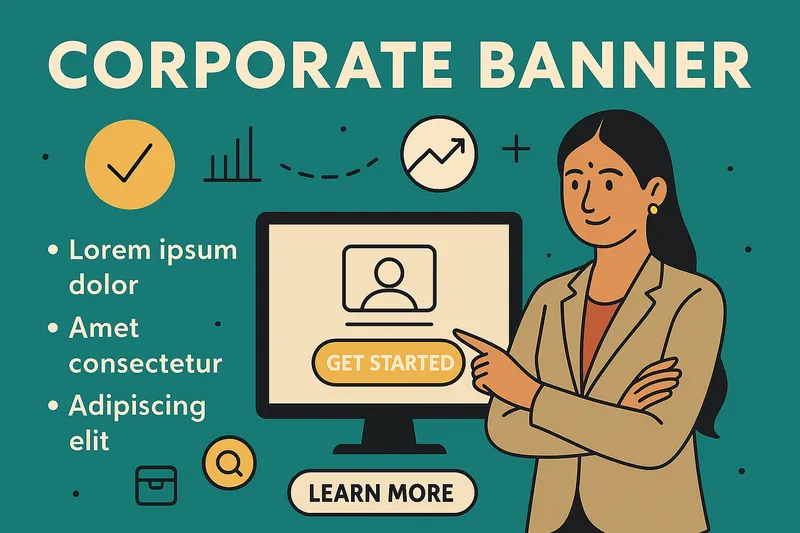 CORPORATE BANNER
• Lorem ipsum
dolor
• Amet
consectetur
• Adipiscing
elit
GET STARTED
LEARN MORE